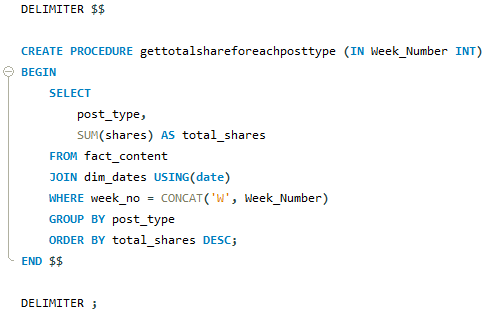 DELIMITER $$
CREATE PROCEDURE gettotalshareforeachposttype (IN Week_Number INT)
BEGIN
SELECT
post_type,
SUM(shares) AS total_shares
FROM fact_content
JOIN dim_dates USING(date)
WHERE week_no = CONCAT('W', Week_Number)
GROUP BY post_type
ORDER BY total_shares DESC;
END $$
DELIMITER ;